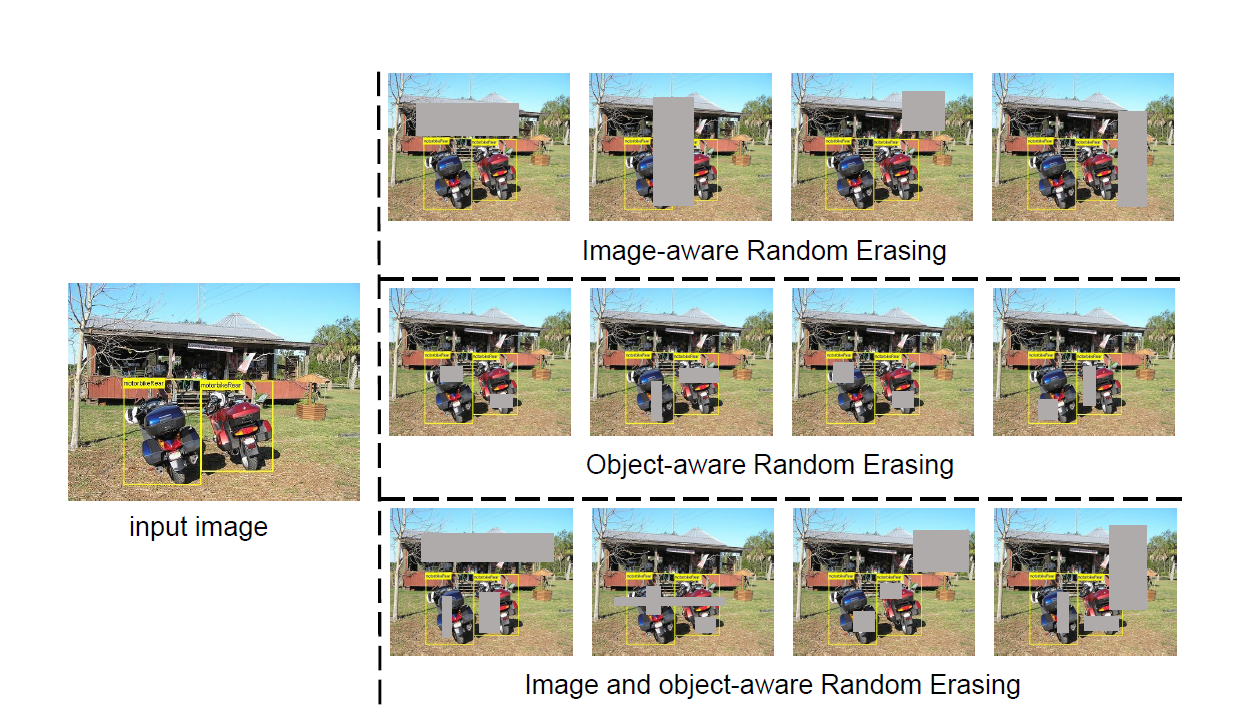 Image-aware Random Erasing
motorbikeRear motorbikeRear
input image
Object-aware Random Erasing
Image and object-aware Random Erasing